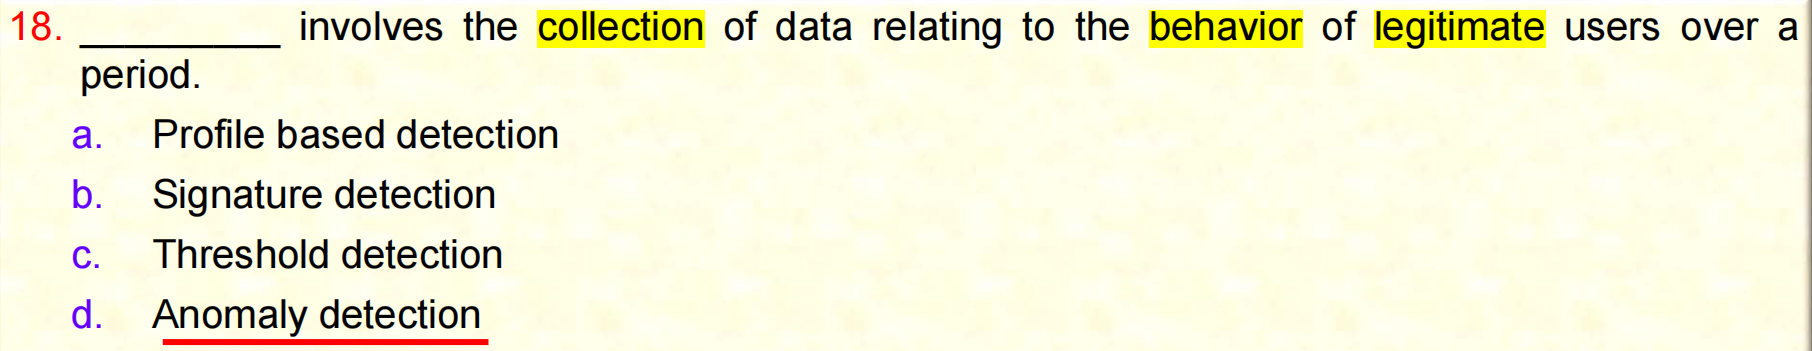 18. _________ involves the collection of data relating to the behavior of legitimate users over a
period.
a. Profile based detection
b. Signature detection
c. Threshold detection
d. Anomaly detection